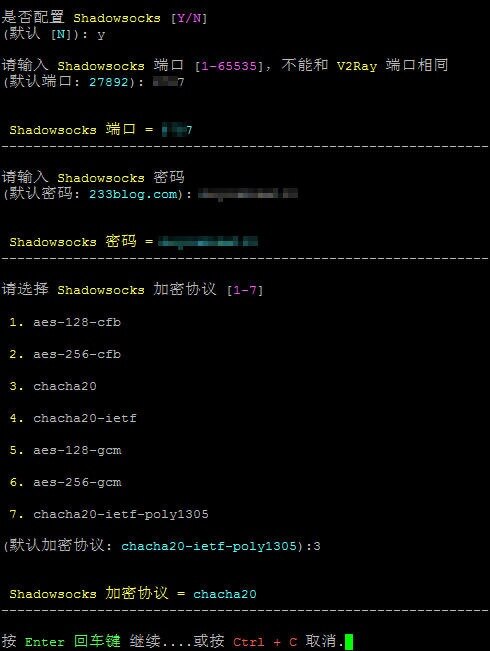 是否配置 Shadowsocks [Y/N]
(默认 [N]): y
请输入 Shadowsocks 端口 [1-65535]，不能和 V2Ray 端口相同
(默认端口: 27892): 7
Shadowsocks 端口 = 7
请输入 Shadowsocks 密码
(默认密码: 233blog.com):
Shadowsocks 密码 =
请选择 Shadowsocks 加密协议 [1-7]
1. aes-128-cfb
2. aes-256-cfb
3. chacha20
4. chacha20-ietf
5. aes-128-gcm
6. aes-256-gcm
7. chacha20-ietf-poly1305
(默认加密协议: chacha20-ietf-poly1305):3
Shadowsocks 加密协议 = chacha20
按 Enter 回车键 继续....或按 Ctrl + C 取消.